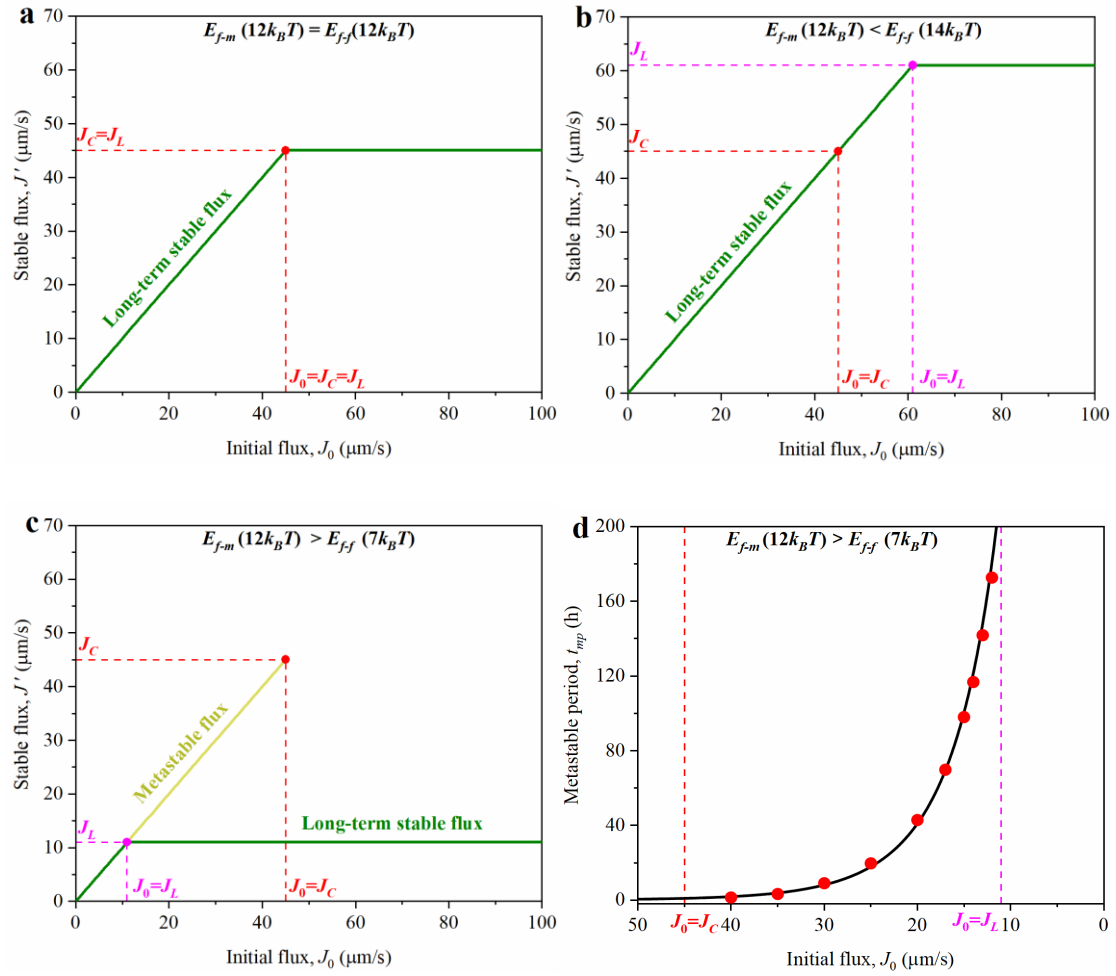 a
E_f-m (12k_BT) = E_f-f (12k_BT)
70
60
50
40
30
20
10
0
Stable flux, J ′ (μm/s)
J_C=J_L
Long-term stable flux
J_0=J_C=J_L
0 20 40 60 80 100
Initial flux, J_0 (μm/s)
b
E_f-m (12k_BT) < E_f-f (14k_BT)
70
60
50
40
30
20
10
0
Stable flux, J ′ (μm/s)
J_L
J_C
Long-term stable flux
J_0=J_C
J_0=J_L
0 20 40 60 80 100
Initial flux, J_0 (μm/s)
c
E_f-m (12k_BT) > E_f-f (7k_BT)
70
60
50
40
30
20
10
0
Stable flux, J ′ (μm/s)
J_C
Metastable flux
J_L
Long-term stable flux
J_0=J_L
J_0=J_C
0 20 40 60 80 100
Initial flux, J_0 (μm/s)
d
E_f-m (12k_BT) > E_f-f (7k_BT)
200
160
120
80
40
0
Metastable period, t_mp (h)
J_0=J_C
J_0=J_L
50 40 30 20 10 0
Initial flux, J_0 (μm/s)